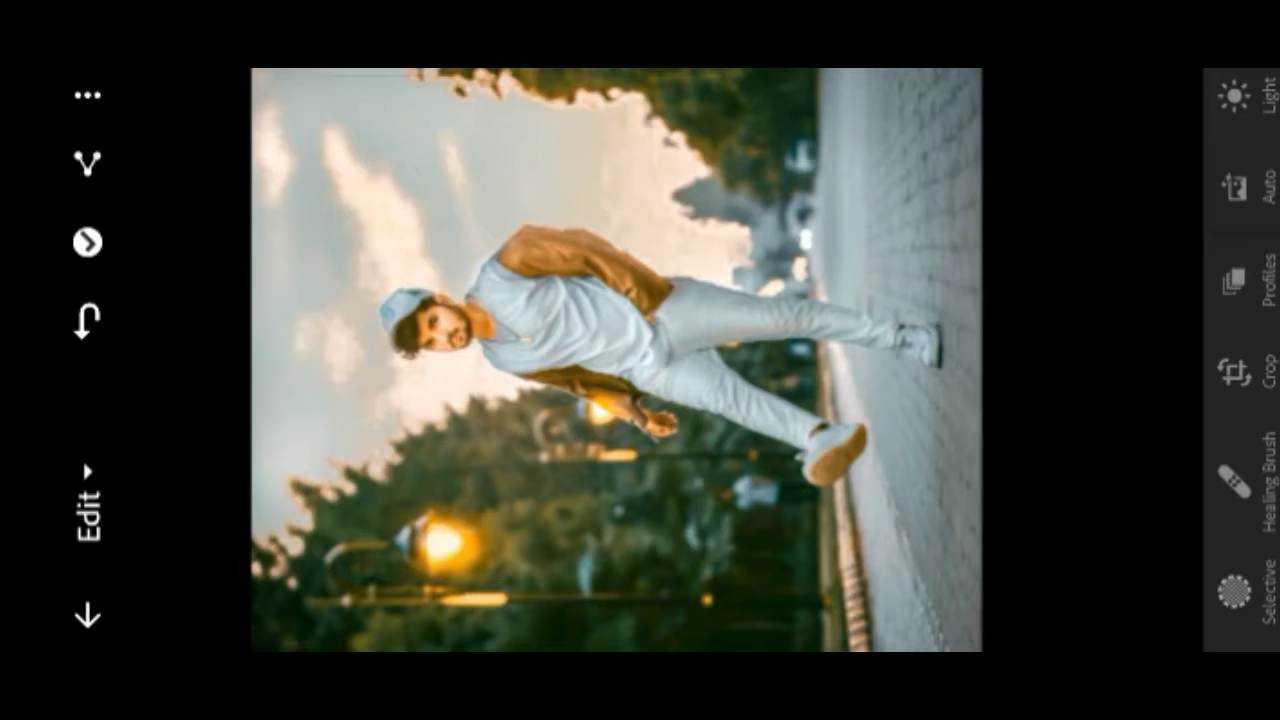 Edit
Selective
Healing Brush
Crop
Profiles
Auto
Light